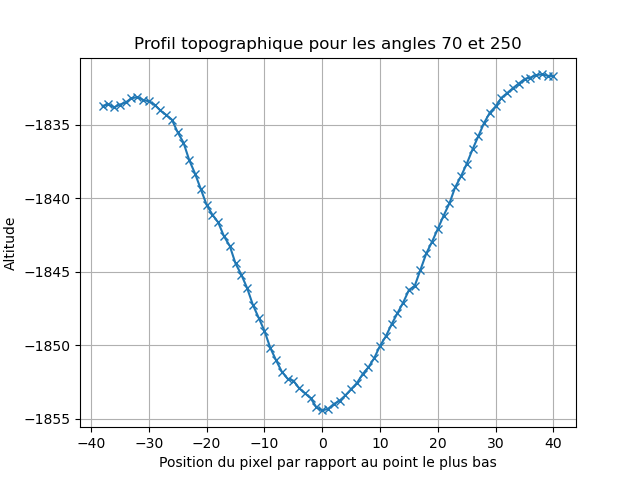 Profil topographique pour les angles 70 et 250
Altitude
−1835
−1840
−1845
−1850
−1855
−40 −30 −20 −10 0 10 20 30 40
Position du pixel par rapport au point le plus bas